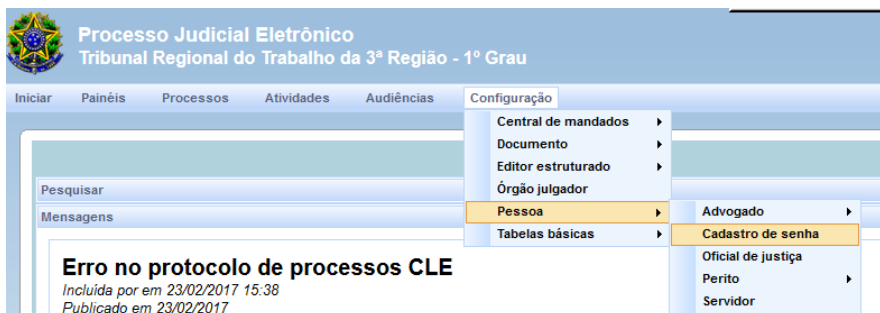 Processo Judicial Eletrônico
Tribunal Regional do Trabalho da 3ª Região - 1º Grau
Iniciar Painéis Processos Atividades Audiências Configuração
Central de mandados
Documento
Editor estruturado
Órgão julgador
Pessoa
Tabelas básicas
Advogado
Cadastro de senha
Oficial de justiça
Perito
Servidor
Pesquisar
Mensagens
Erro no protocolo de processos CLE
Incluída por em 23/02/2017 15:38
Publicado em 23/02/2017